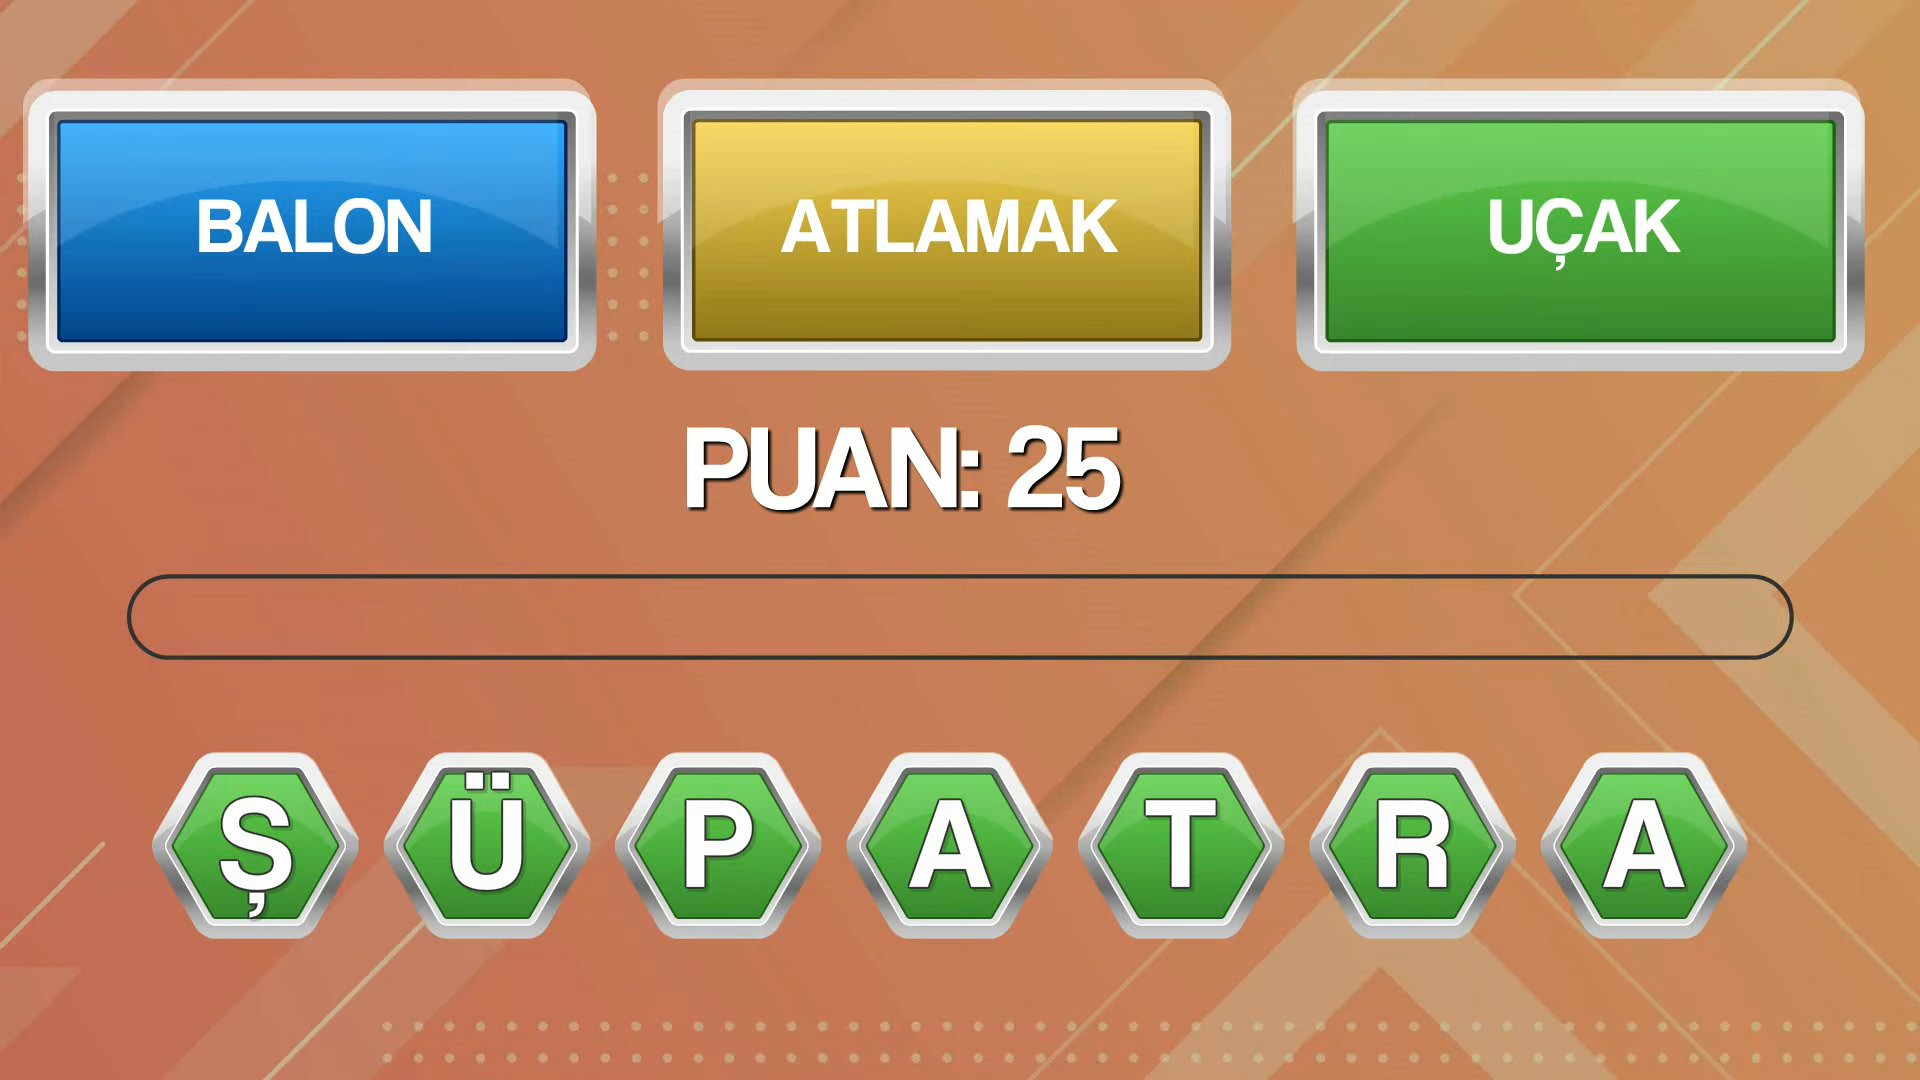 BALON ATLAMAK UÇAK
PUAN: 25
Ş Ü P A T R A